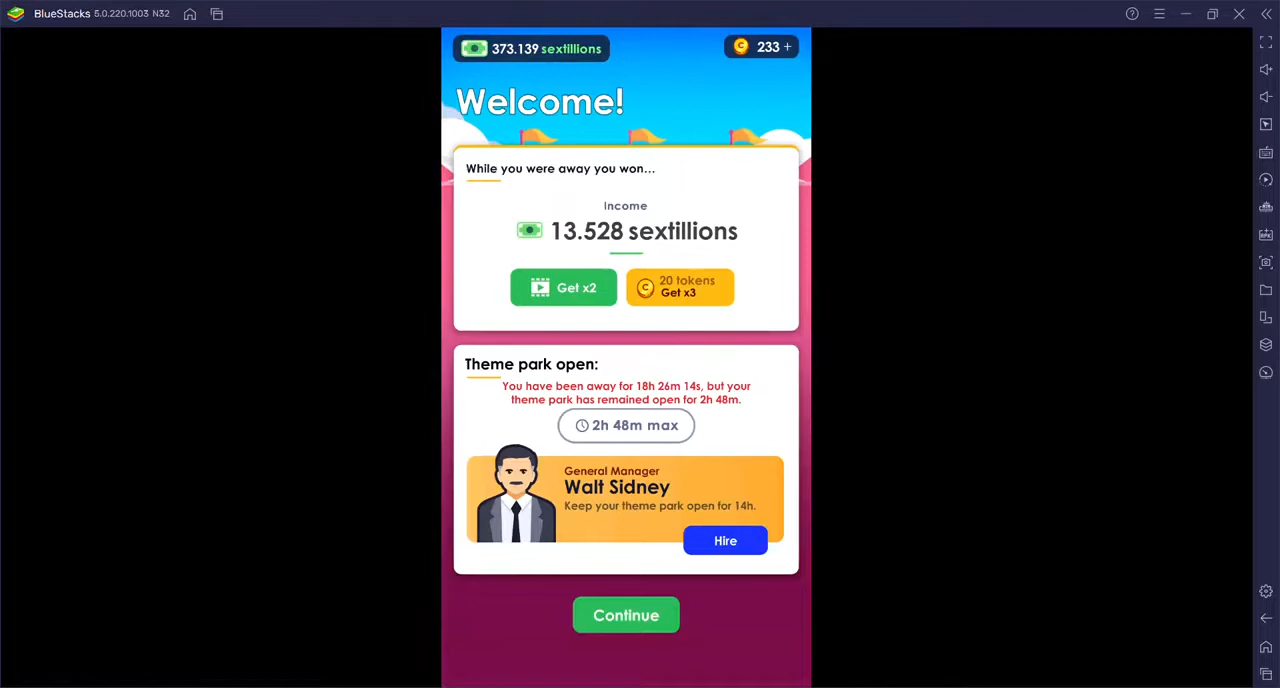 BlueStacks 5.0.220.1003 N32
373.139 sextillions
233 +
Welcome!
While you were away you won...
Income
13.528 sextillions
Get x2
20 tokens
Get x3
Theme park open:
You have been away for 18h 26m 14s, but your
theme park has remained open for 2h 48m.
2h 48m max
General Manager
Walt Sidney
Keep your theme park open for 14h.
Hire
Continue